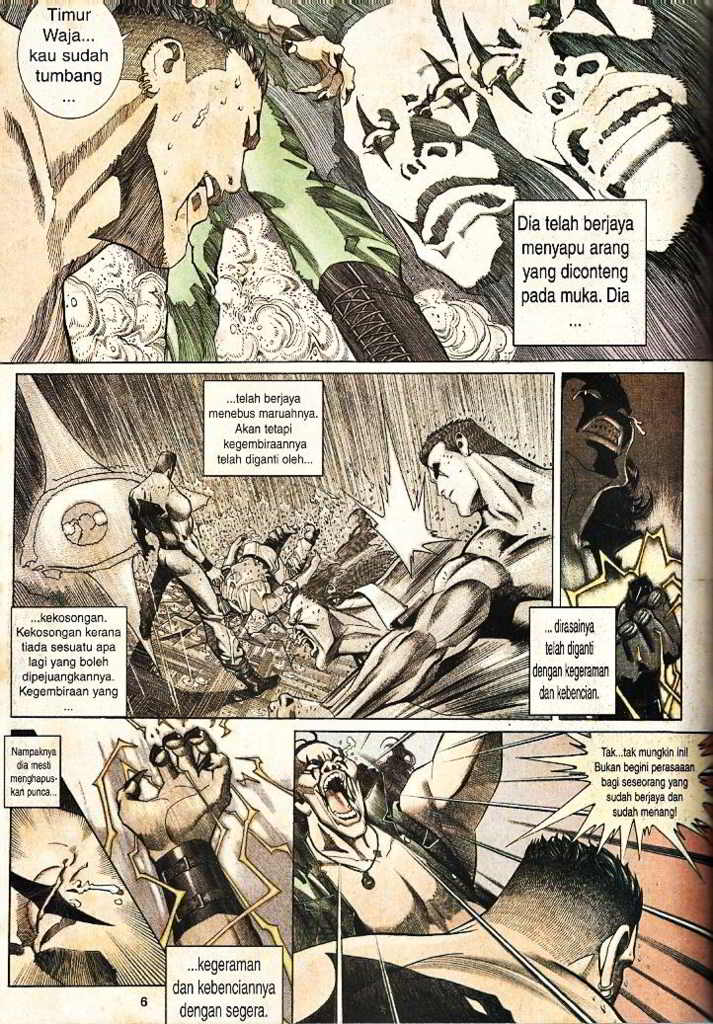 Timur
Waja...
kau sudah
tumbang
...
Dia telah berjaya
menyapu arang
yang diconteng
pada muka. Dia
...
...telah berjaya
menebus maruahnya.
Akan tetapi
kegembiraannya
telah diganti oleh...
...kekosongan.
Kekosongan kerana
tiada sesuatu apa
lagi yang boleh
dipejuangkannya.
Kegembiraan yang
...
... dirasainya
telah diganti
dengan kegeraman
dan kebencian.
Nampaknya
dia mesti
menghapus-
kan punca...
...kegeraman
dan kebenciannya
dengan segera.
Tak...tak mungkin ini!
Bukan begini perasaaan
bagi seseorang yang
sudah berjaya dan
sudah menang!
6